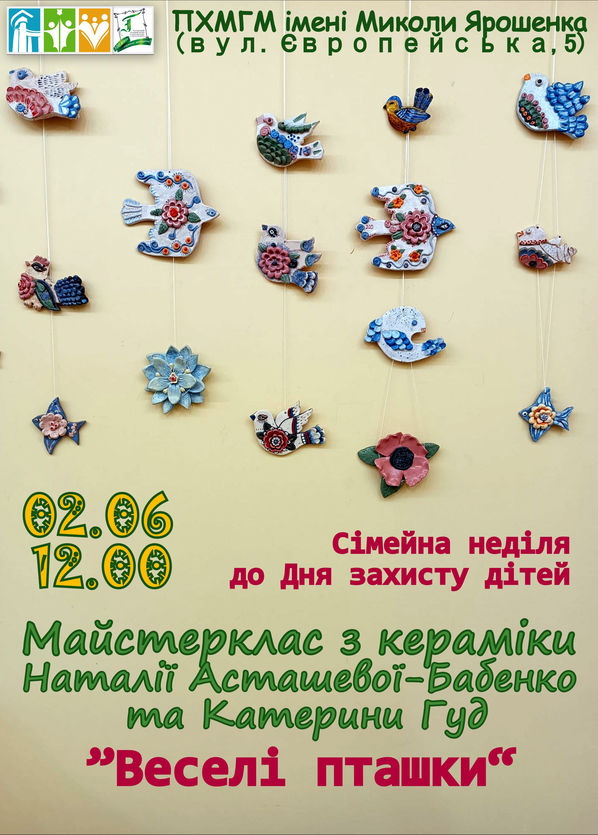 ПХМГМ імені Миколи Ярошенка
(вул. Європейська,5)
02.06
12.00
Сімейна неділя
до Дня захисту дітей
Майстерклас з кераміки
Наталії Асташевої-Бабенко
та Катерини Гуд
”Веселі пташки“